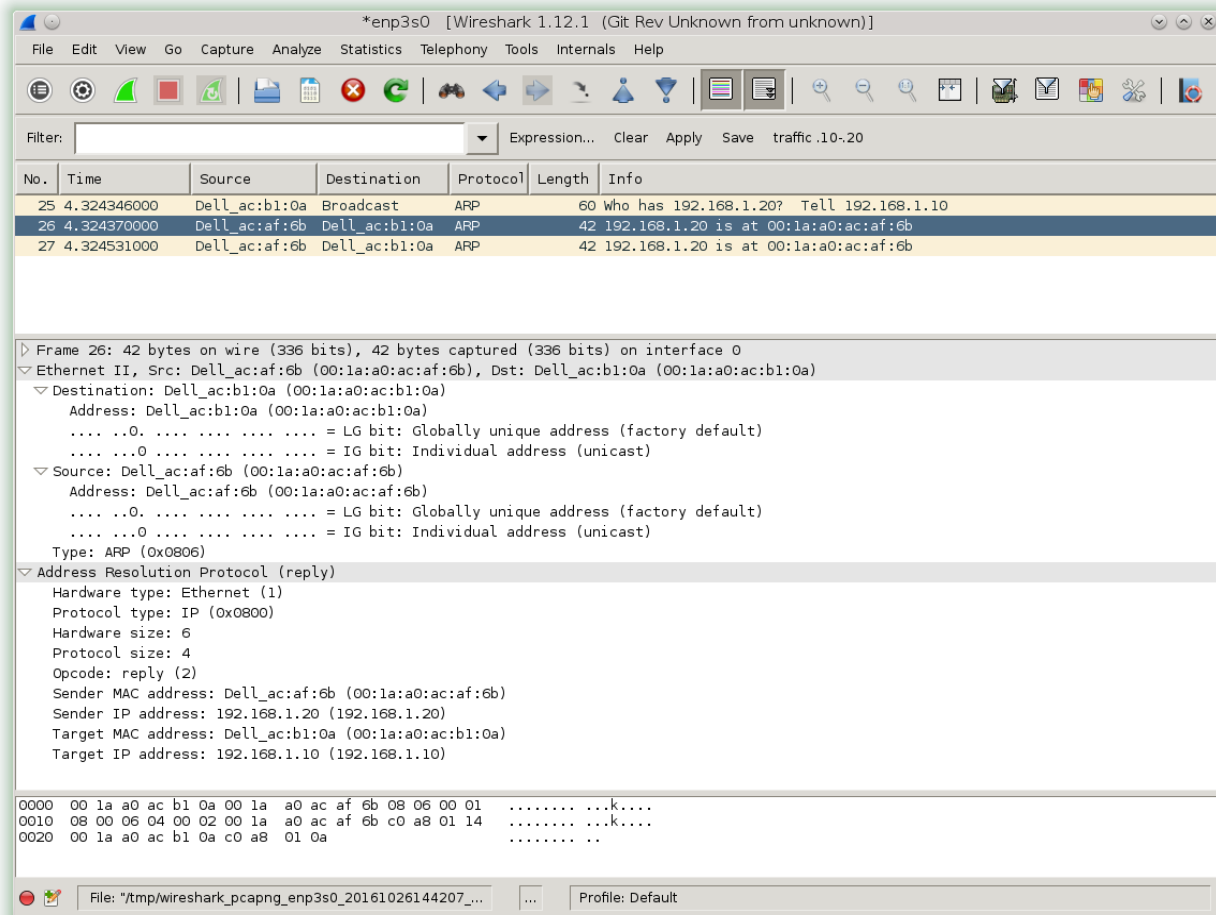 *enp3s0 [Wireshark 1.12.1 (Git Rev Unknown from unknown)]
File Edit View Go Capture Analyze Statistics Telephony Tools Internals Help
Filter: Expression... Clear Apply Save traffic .10-.20
No. Time Source Destination Protocol Length Info
25 4.324346000 Dell_ac:b1:0a Broadcast ARP 60 Who has 192.168.1.20? Tell 192.168.1.10
26 4.324370000 Dell_ac:af:6b Dell_ac:b1:0a ARP 42 192.168.1.20 is at 00:1a:a0:ac:af:6b
27 4.324531000 Dell_ac:af:6b Dell_ac:b1:0a ARP 42 192.168.1.20 is at 00:1a:a0:ac:af:6b
Frame 26: 42 bytes on wire (336 bits), 42 bytes captured (336 bits) on interface 0
Ethernet II, Src: Dell_ac:af:6b (00:1a:a0:ac:af:6b), Dst: Dell_ac:b1:0a (00:1a:a0:ac:b1:0a)
Destination: Dell_ac:b1:0a (00:1a:a0:ac:b1:0a)
Address: Dell_ac:b1:0a (00:1a:a0:ac:b1:0a)
.... ..0. .... .... .... .... = LG bit: Globally unique address (factory default)
.... ...0 .... .... .... .... = IG bit: Individual address (unicast)
Source: Dell_ac:af:6b (00:1a:a0:ac:af:6b)
Address: Dell_ac:af:6b (00:1a:a0:ac:af:6b)
.... ..0. .... .... .... .... = LG bit: Globally unique address (factory default)
.... ...0 .... .... .... .... = IG bit: Individual address (unicast)
Type: ARP (0x0806)
Address Resolution Protocol (reply)
Hardware type: Ethernet (1)
Protocol type: IP (0x0800)
Hardware size: 6
Protocol size: 4
Opcode: reply (2)
Sender MAC address: Dell_ac:af:6b (00:1a:a0:ac:af:6b)
Sender IP address: 192.168.1.20 (192.168.1.20)
Target MAC address: Dell_ac:b1:0a (00:1a:a0:ac:b1:0a)
Target IP address: 192.168.1.10 (192.168.1.10)
0000 00 1a a0 ac b1 0a 00 1a a0 ac af 6b 08 06 00 01 ........ ...k....
0010 08 00 06 04 00 02 00 1a a0 ac af 6b c0 a8 01 14 ........ ...k....
0020 00 1a a0 ac b1 0a c0 a8 01 0a ........ ..
File: "/tmp/wireshark_pcapng_enp3s0_20161026144207_... ... Profile: Default